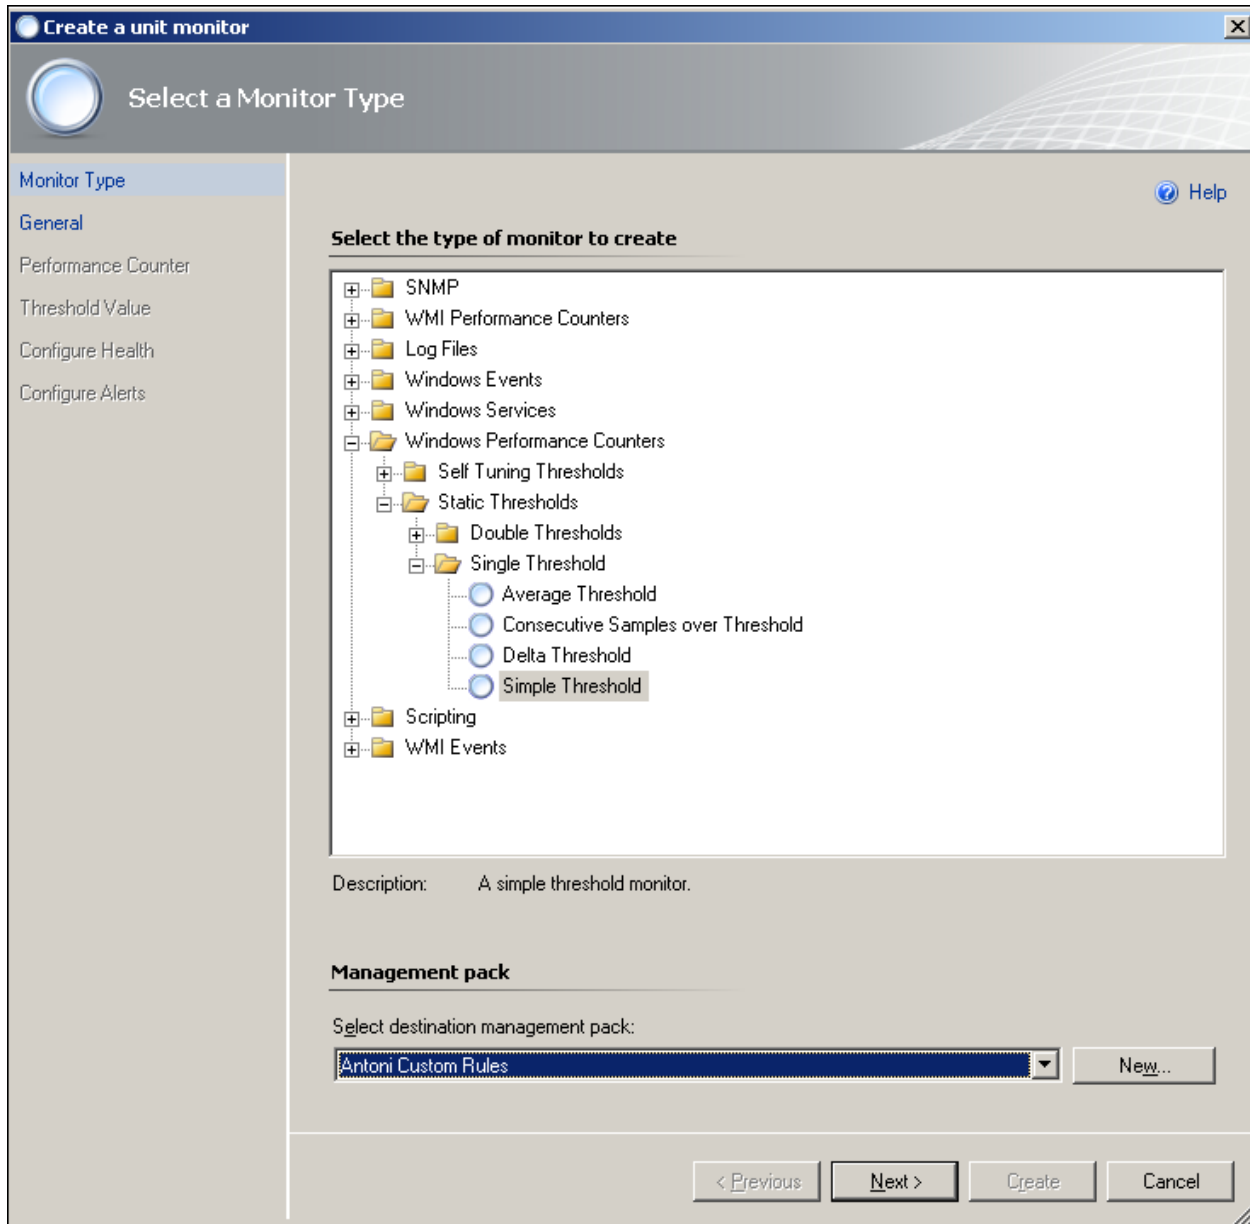 Create a unit monitor
Select a Monitor Type
Monitor Type
General
Performance Counter
Threshold Value
Configure Health
Configure Alerts
Help
Select the type of monitor to create
SNMP
WMI Performance Counters
Log Files
Windows Events
Windows Services
Windows Performance Counters
Self Tuning Thresholds
Static Thresholds
Double Thresholds
Single Threshold
Average Threshold
Consecutive Samples over Threshold
Delta Threshold
Simple Threshold
Scripting
WMI Events
Description: A simple threshold monitor.
Management pack
Select destination management pack:
Antoni Custom Rules New...
< Previous Next > Create Cancel